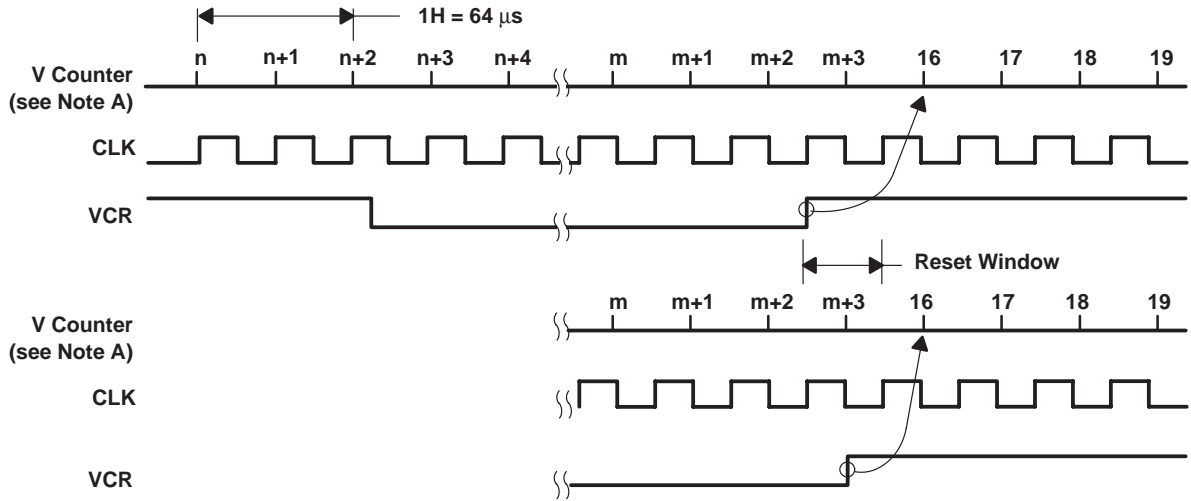 1H = 64 μs
n n+1 n+2 n+3 n+4 m m+1 m+2 m+3 16 17 18 19
V Counter
(see Note A)
CLK
VCR
Reset Window
m m+1 m+2 m+3 16 17 18 19
V Counter
(see Note A)
CLK
VCR